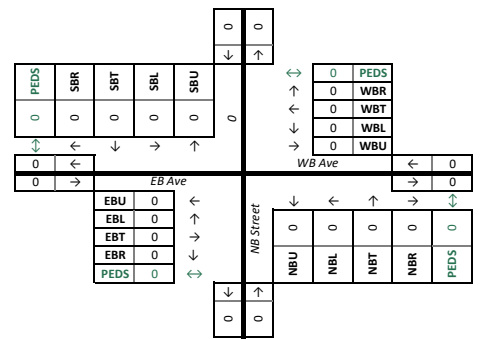 0 0
↓ ↑
PEDS SBR SBT SBL SBU
0 0 0 0 0
↕ ← ↓ → ↑
0
↔ 0 PEDS
↑ 0 WBR
← 0 WBT
↓ 0 WBL
→ 0 WBU
0 ←
WB Ave
← 0
0 →
EB Ave
→ 0
EBU 0 ←
EBL 0 ↑
EBT 0 →
EBR 0 ↓
PEDS 0 ↔
NB Street
↓ ← ↑ → ↕
0 0 0 0 0
NBU NBL NBT NBR PEDS
↓ ↑
0 0